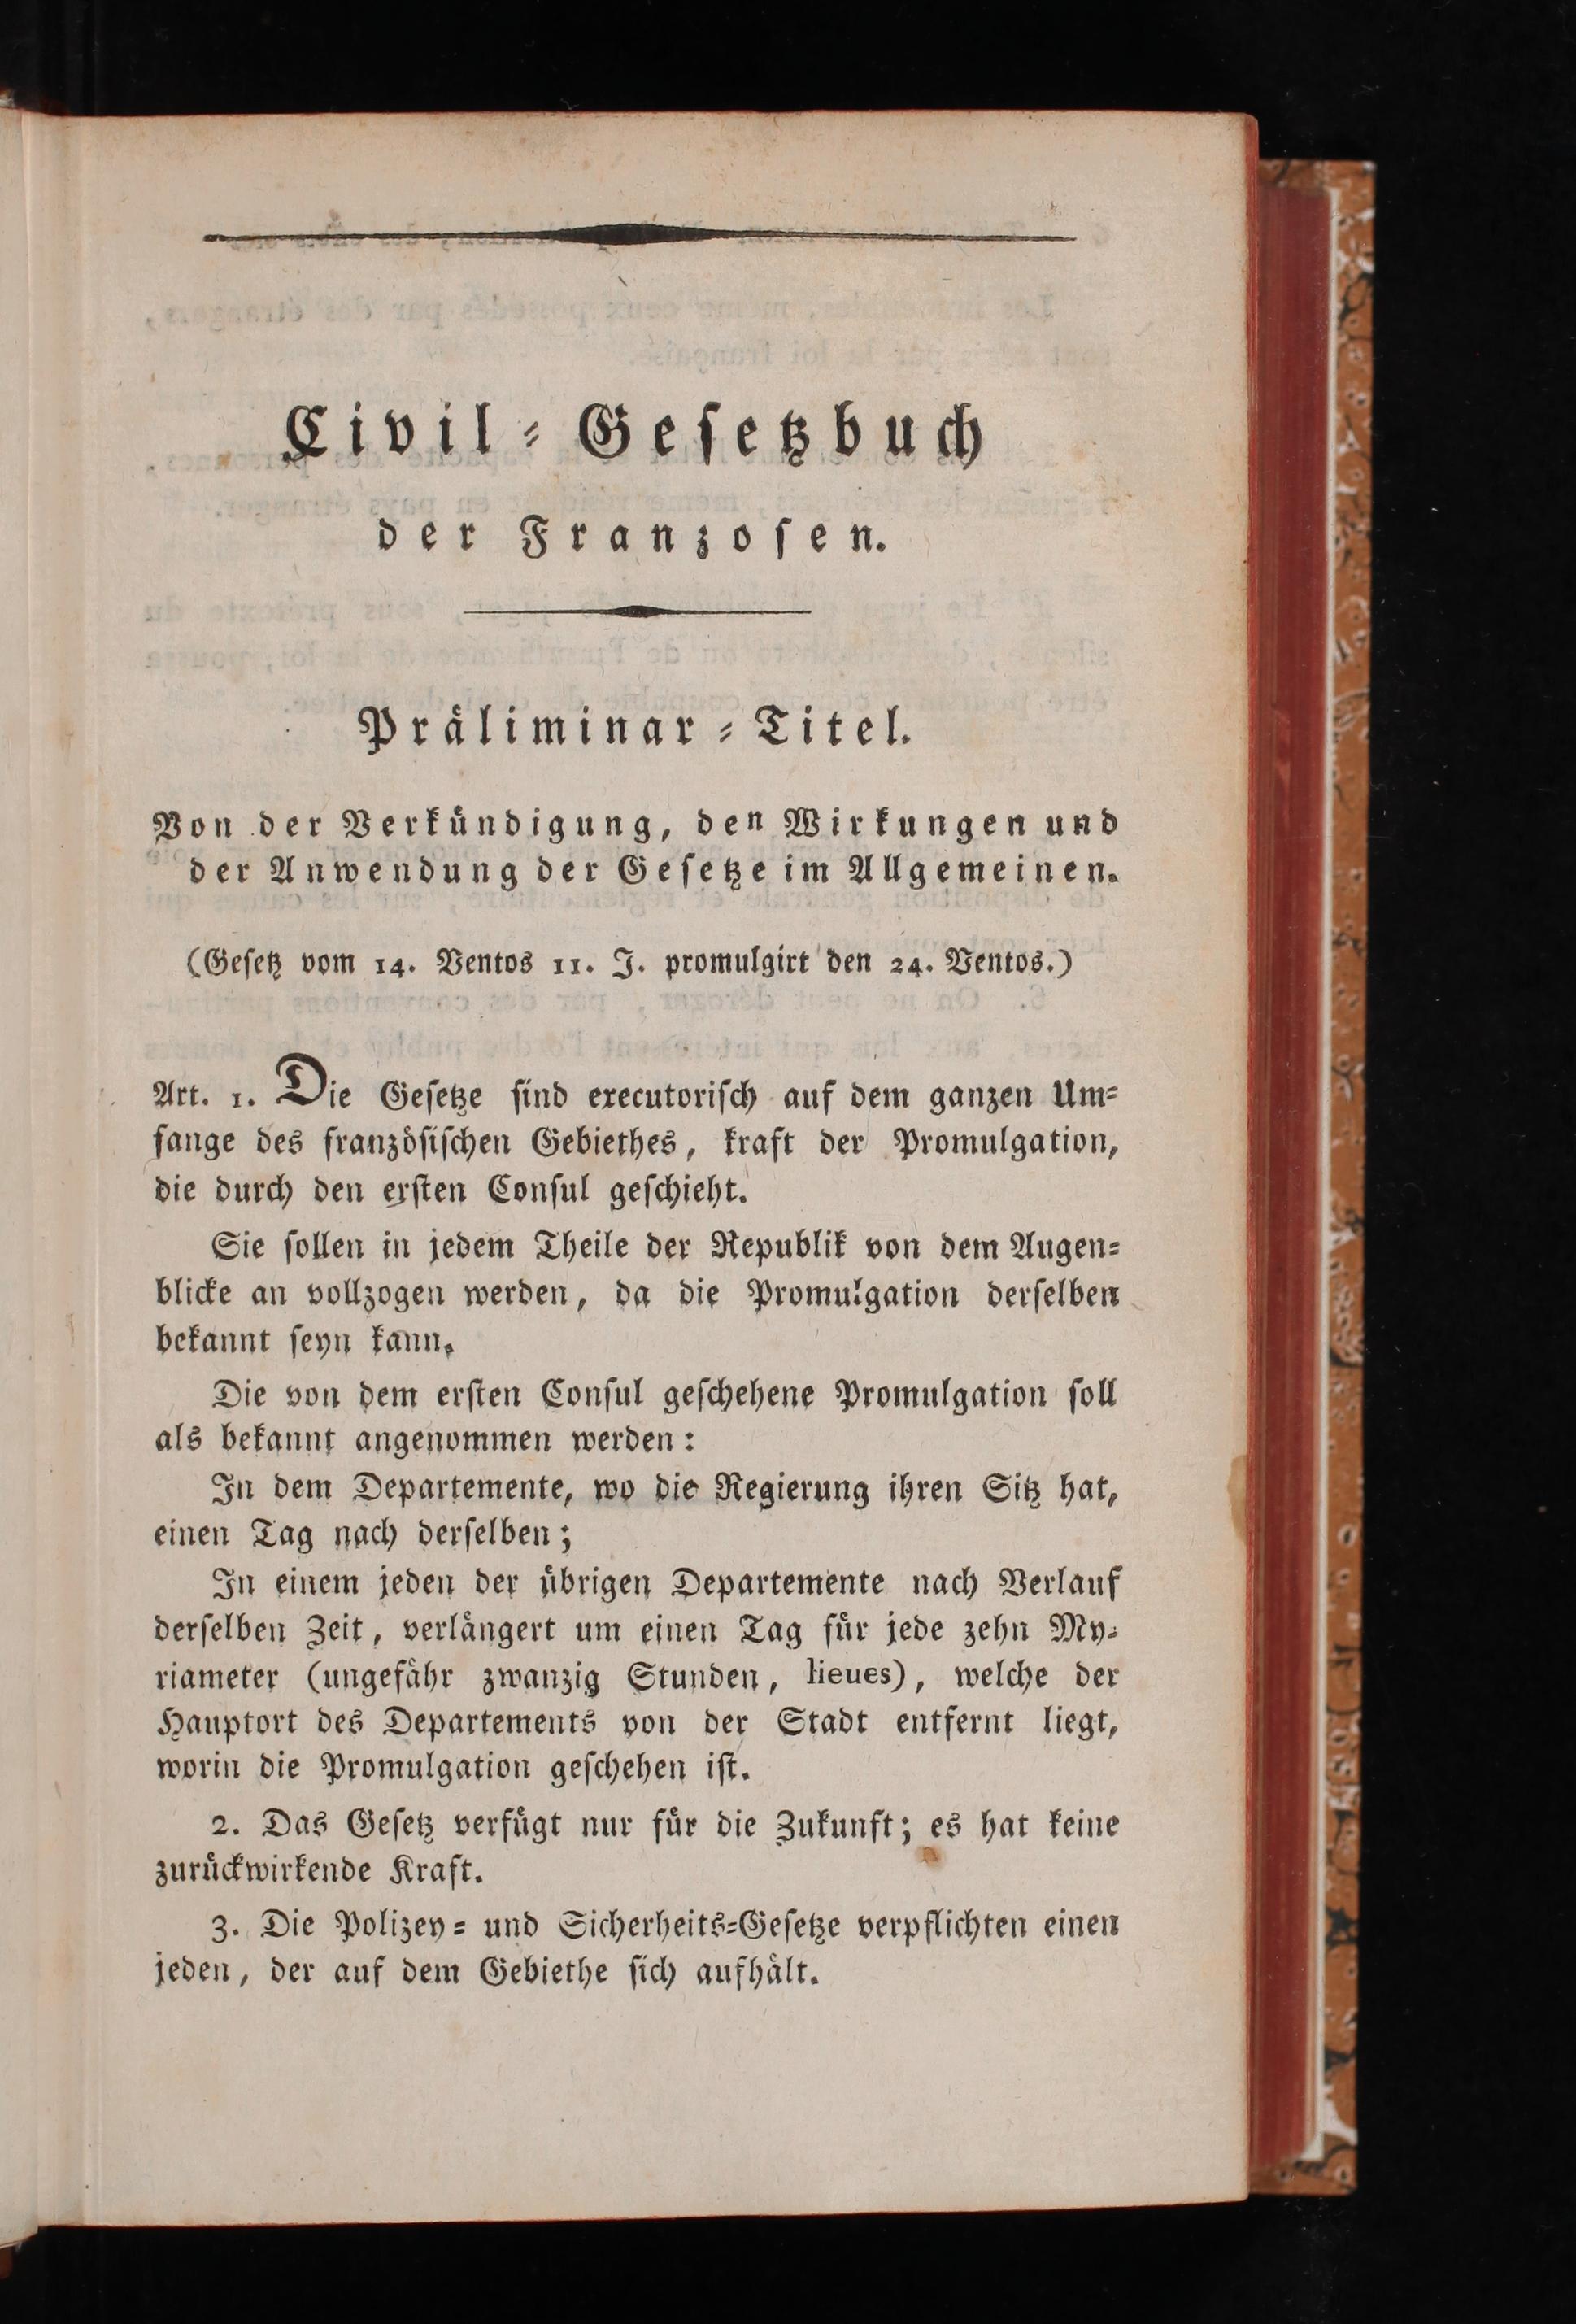 Civil-Gesetzbuch
der Franzosen.
Präliminar-Titel.
Von der Verkündigung, den Wirkungen und
der Anwendung der Gesetze im Allgemeinen.
(Gesetz vom 14. Ventos 11. J. promulgirt den 24. Ventos.)
Art. 1. Die Gesetze sind executorisch auf dem ganzen Um-
fange des französischen Gebiethes, kraft der Promulgation,
die durch den ersten Consul geschieht.
Sie sollen in jedem Theile der Republik von dem Augen-
blicke an vollzogen werden, da die Promulgation derselben
bekannt seyn kann.
Die von dem ersten Consul geschehene Promulgation soll
als bekannt angenommen werden:
In dem Departemente, wo die Regierung ihren Sitz hat,
einen Tag nach derselben;
In einem jeden der übrigen Departemente nach Verlauf
derselben Zeit, verlängert um einen Tag für jede zehn My-
riameter (ungefähr zwanzig Stunden, lieues), welche der
Hauptort des Departements von der Stadt entfernt liegt,
worin die Promulgation geschehen ist.
2. Das Gesetz verfügt nur für die Zukunft; es hat keine
zurückwirkende Kraft.
3. Die Polizey- und Sicherheits-Gesetze verpflichten einen
jeden, der auf dem Gebiethe sich aufhält.